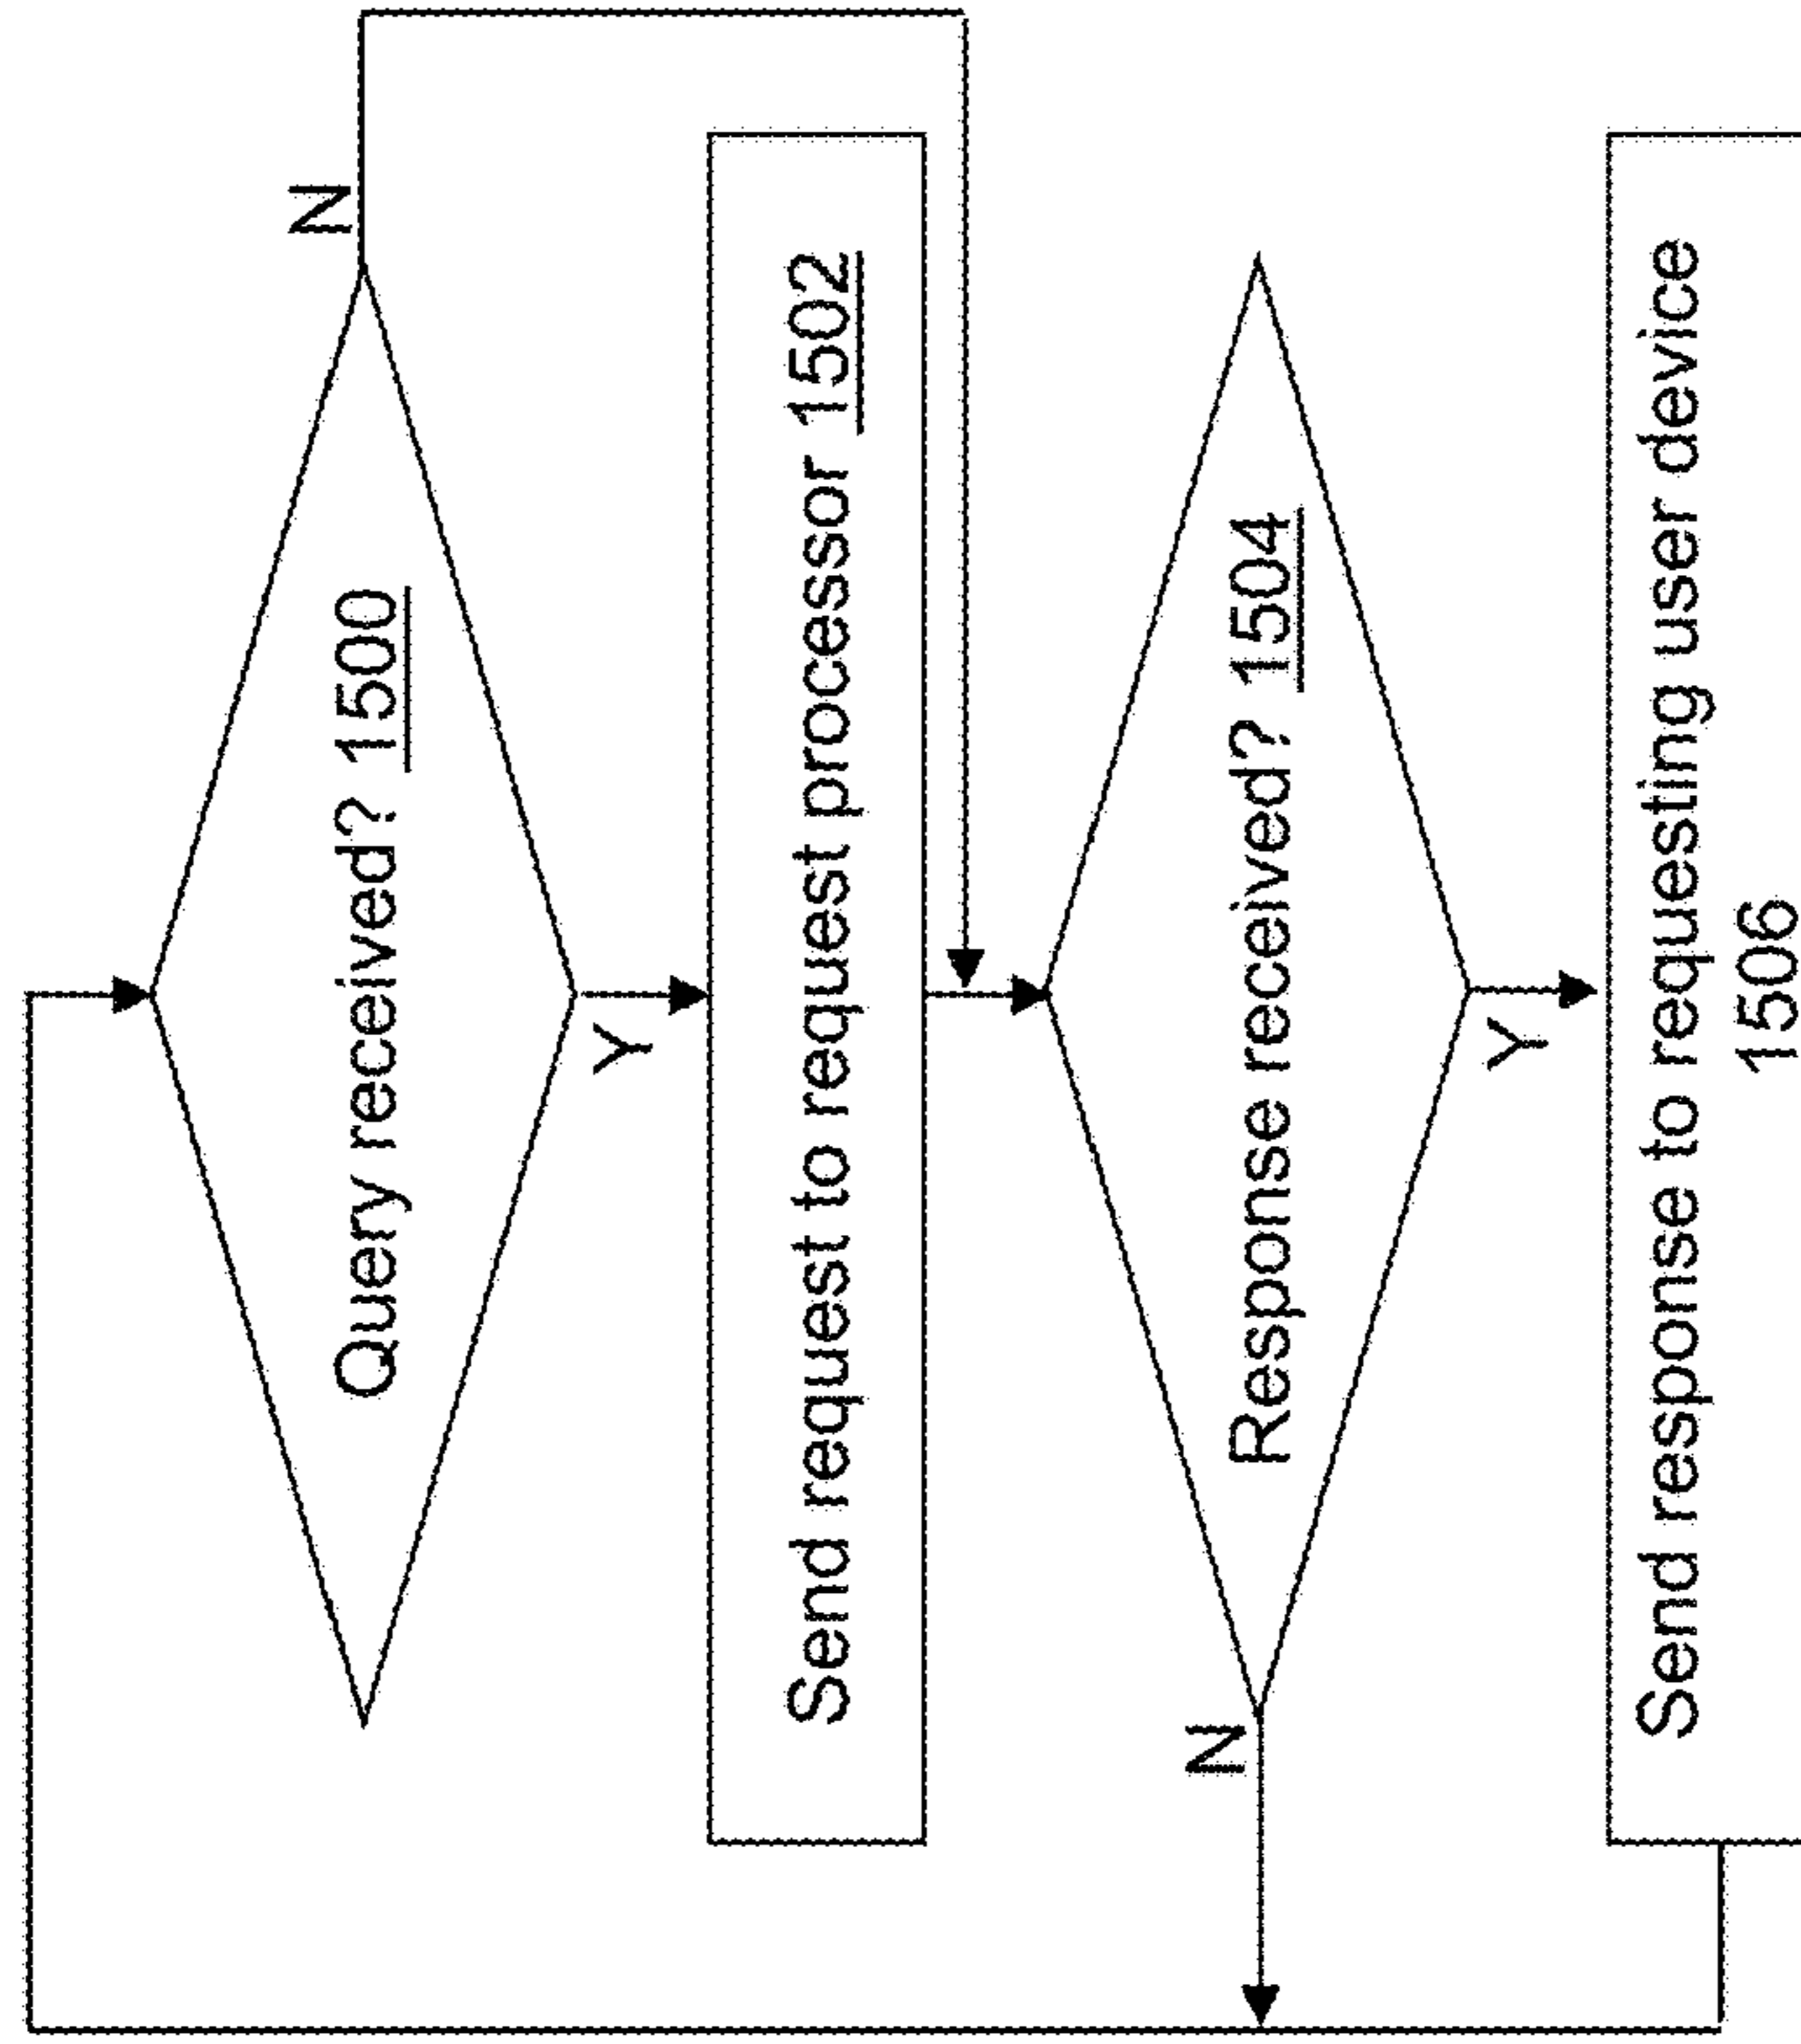 N
Query received? 1500
Y
Send request to request processor 1502
Response received? 1504
N
Y
Send response to requesting user device
1506